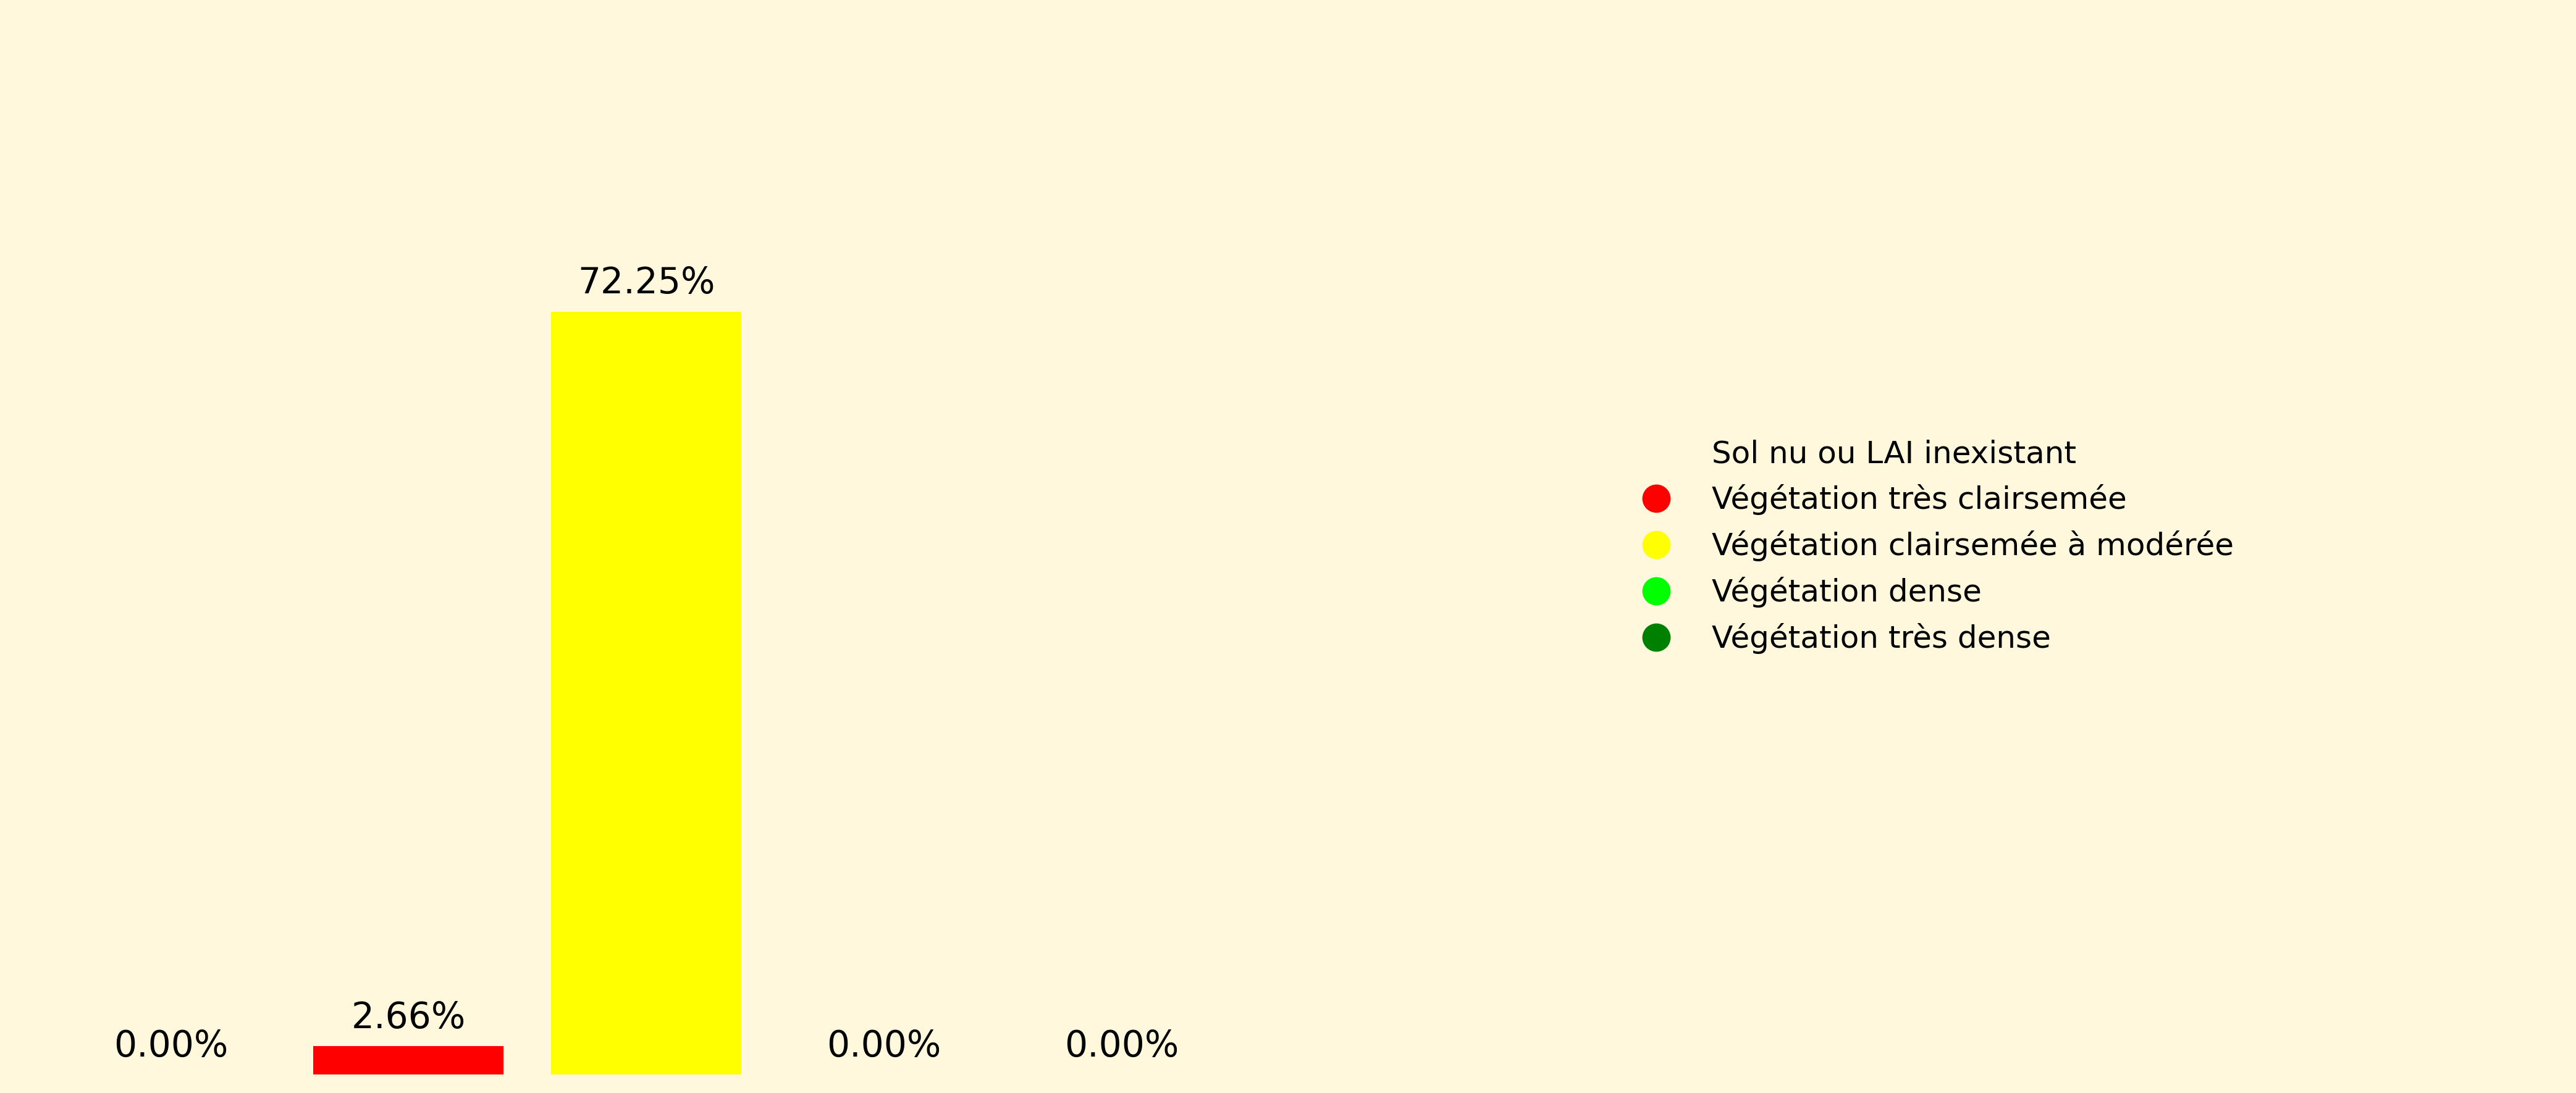 72.25%
2.66%
0.00%
0.00%
0.00%
Sol nu ou LAI inexistant
Végétation très clairsemée
Végétation clairsemée à modérée
Végétation dense
Végétation très dense